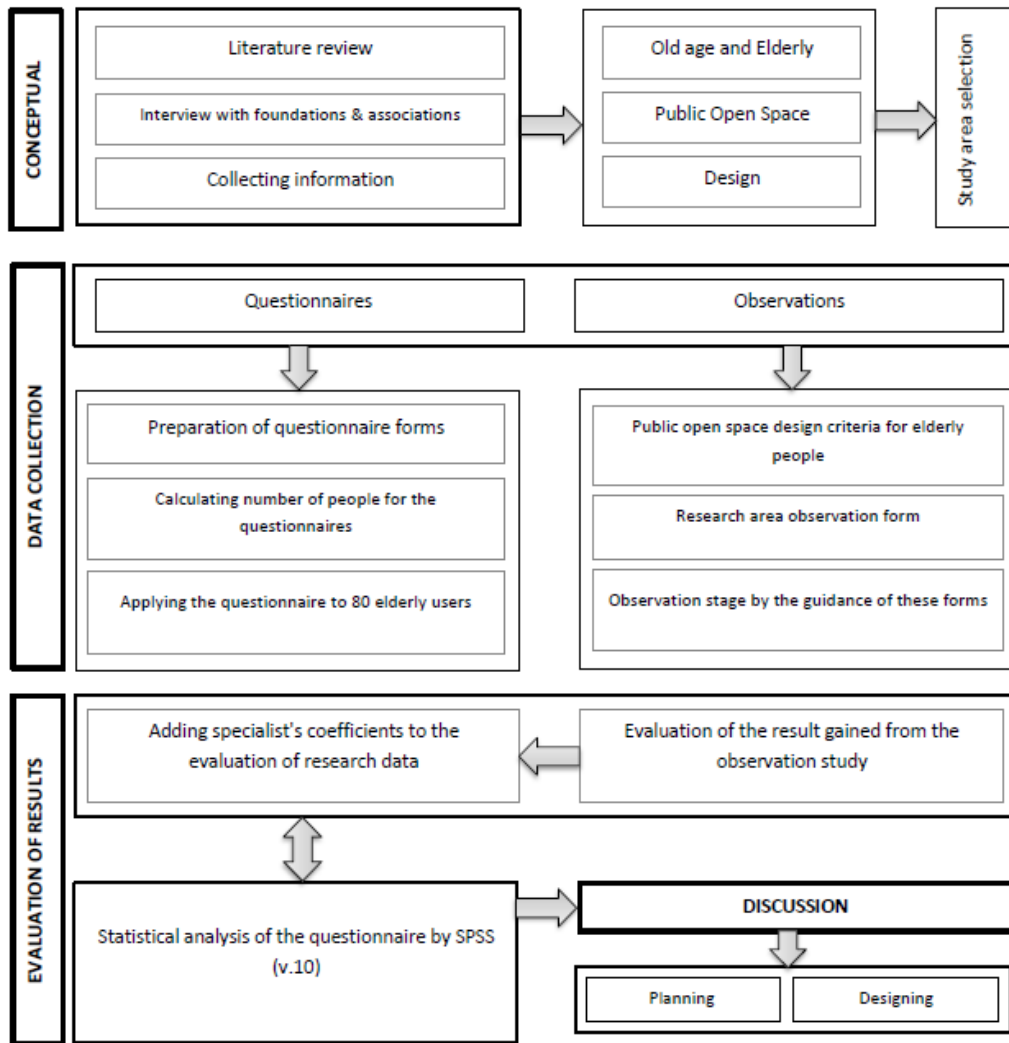 CONCEPTUAL
Literature review
Interview with foundations & associations
Collecting information
Old age and Elderly
Public Open Space
Design
Study area selection
DATA COLLECTION
Questionnaires
Observations
Preparation of questionnaire forms
Calculating number of people for the
questionnaires
Applying the questionnaire to 80 elderly users
Public open space design criteria for elderly
people
Research area observation form
Observation stage by the guidance of these forms
EVALUATION OF RESULTS
Adding specialist's coefficients to the
evaluation of research data
Evaluation of the result gained from the
observation study
Statistical analysis of the questionnaire by SPSS
(v.10)
DISCUSSION
Planning
Designing